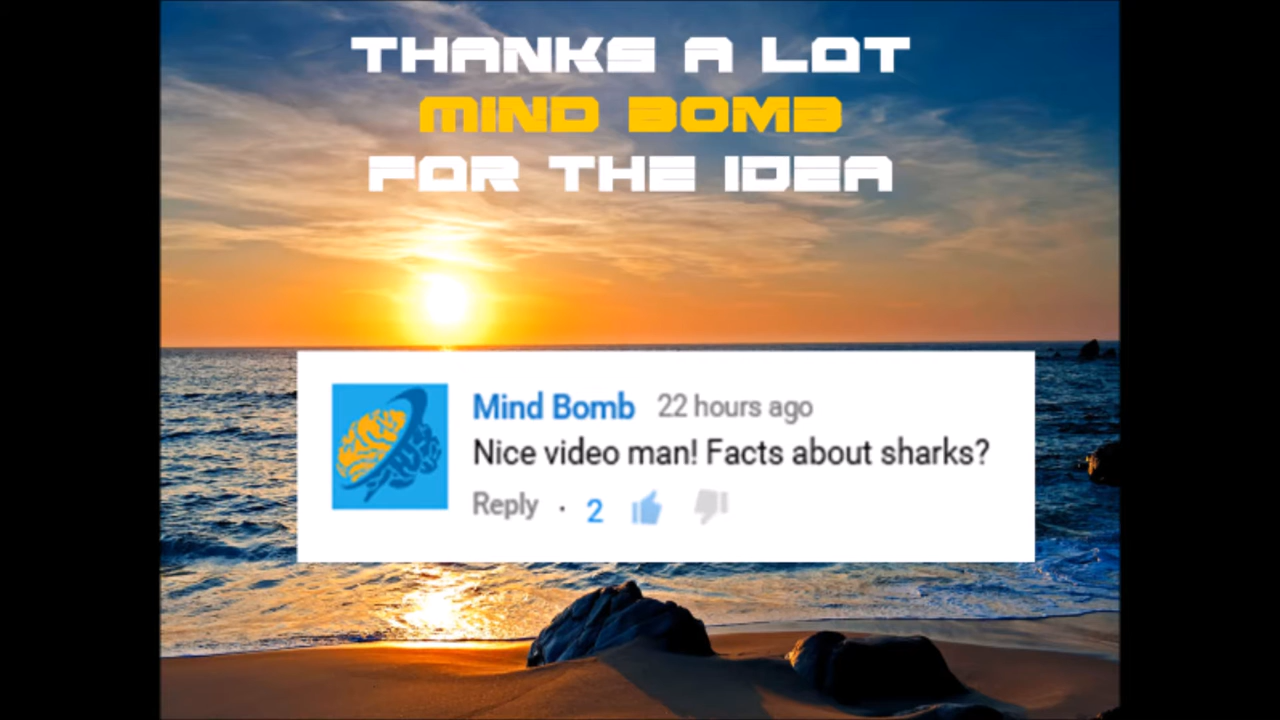 THANKS A LOT
MIND BOMB
FOR THE IDEA
Mind Bomb 22 hours ago
Nice video man! Facts about sharks?
Reply · 2